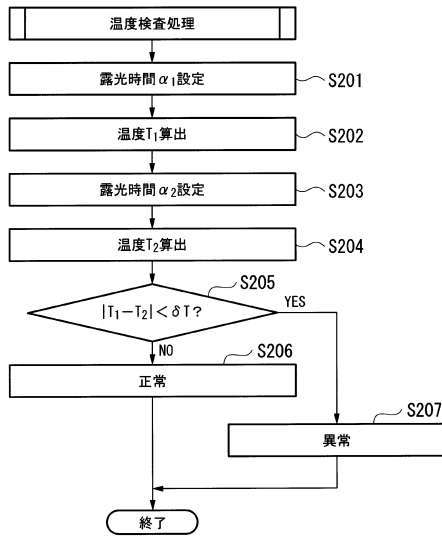 温度検査処理
露光時間α₁設定
S201
温度T₁算出
S202
露光時間α₂設定
S203
温度T₂算出
S204
S205
|T₁−T₂|<δT?
YES
NO
S206
正常
S207
異常
終了